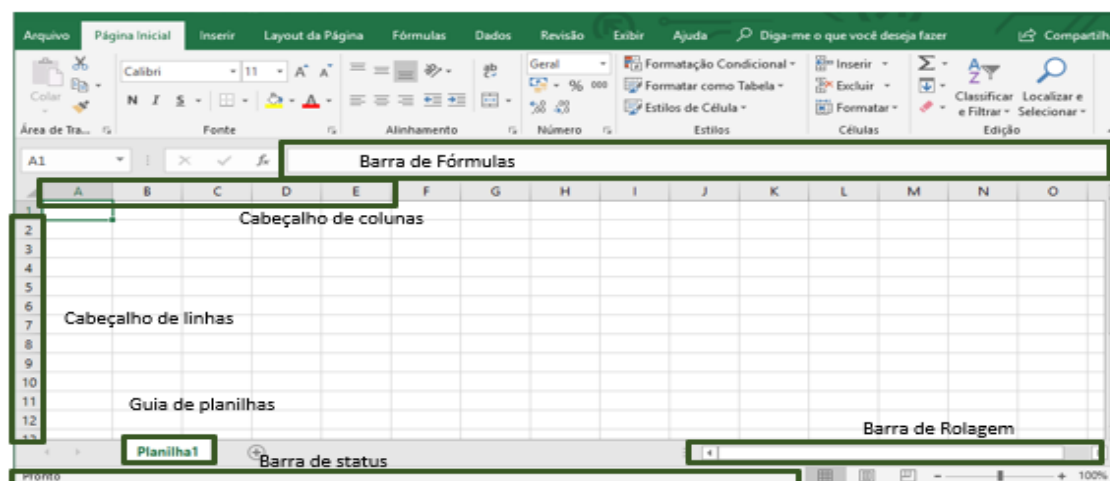 Arquivo Página Inicial Inserir Layout da Página Fórmulas Dados Revisão Exibir Ajuda Diga-me o que você deseja fazer Compartilh
Colar
Calibri 11 A A
Geral
Formatação Condicional
Inserir
Σ
N I S A
% 000
Formatar como Tabela
Excluir
Classificar e Filtrar
Localizar e Selecionar
Estilos de Célula
Formatar
Área de Tra... Fonte Alinhamento Número Estilos Células Edição
A1 fx Barra de Fórmulas
A B C D E F G H I J K L M N O
1
Cabeçalho de colunas
2
3
4
5
6
Cabeçalho de linhas
7
8
9
10
11
Guia de planilhas
12
Barra de Rolagem
Planilha1
Barra de status
Pronto
100%